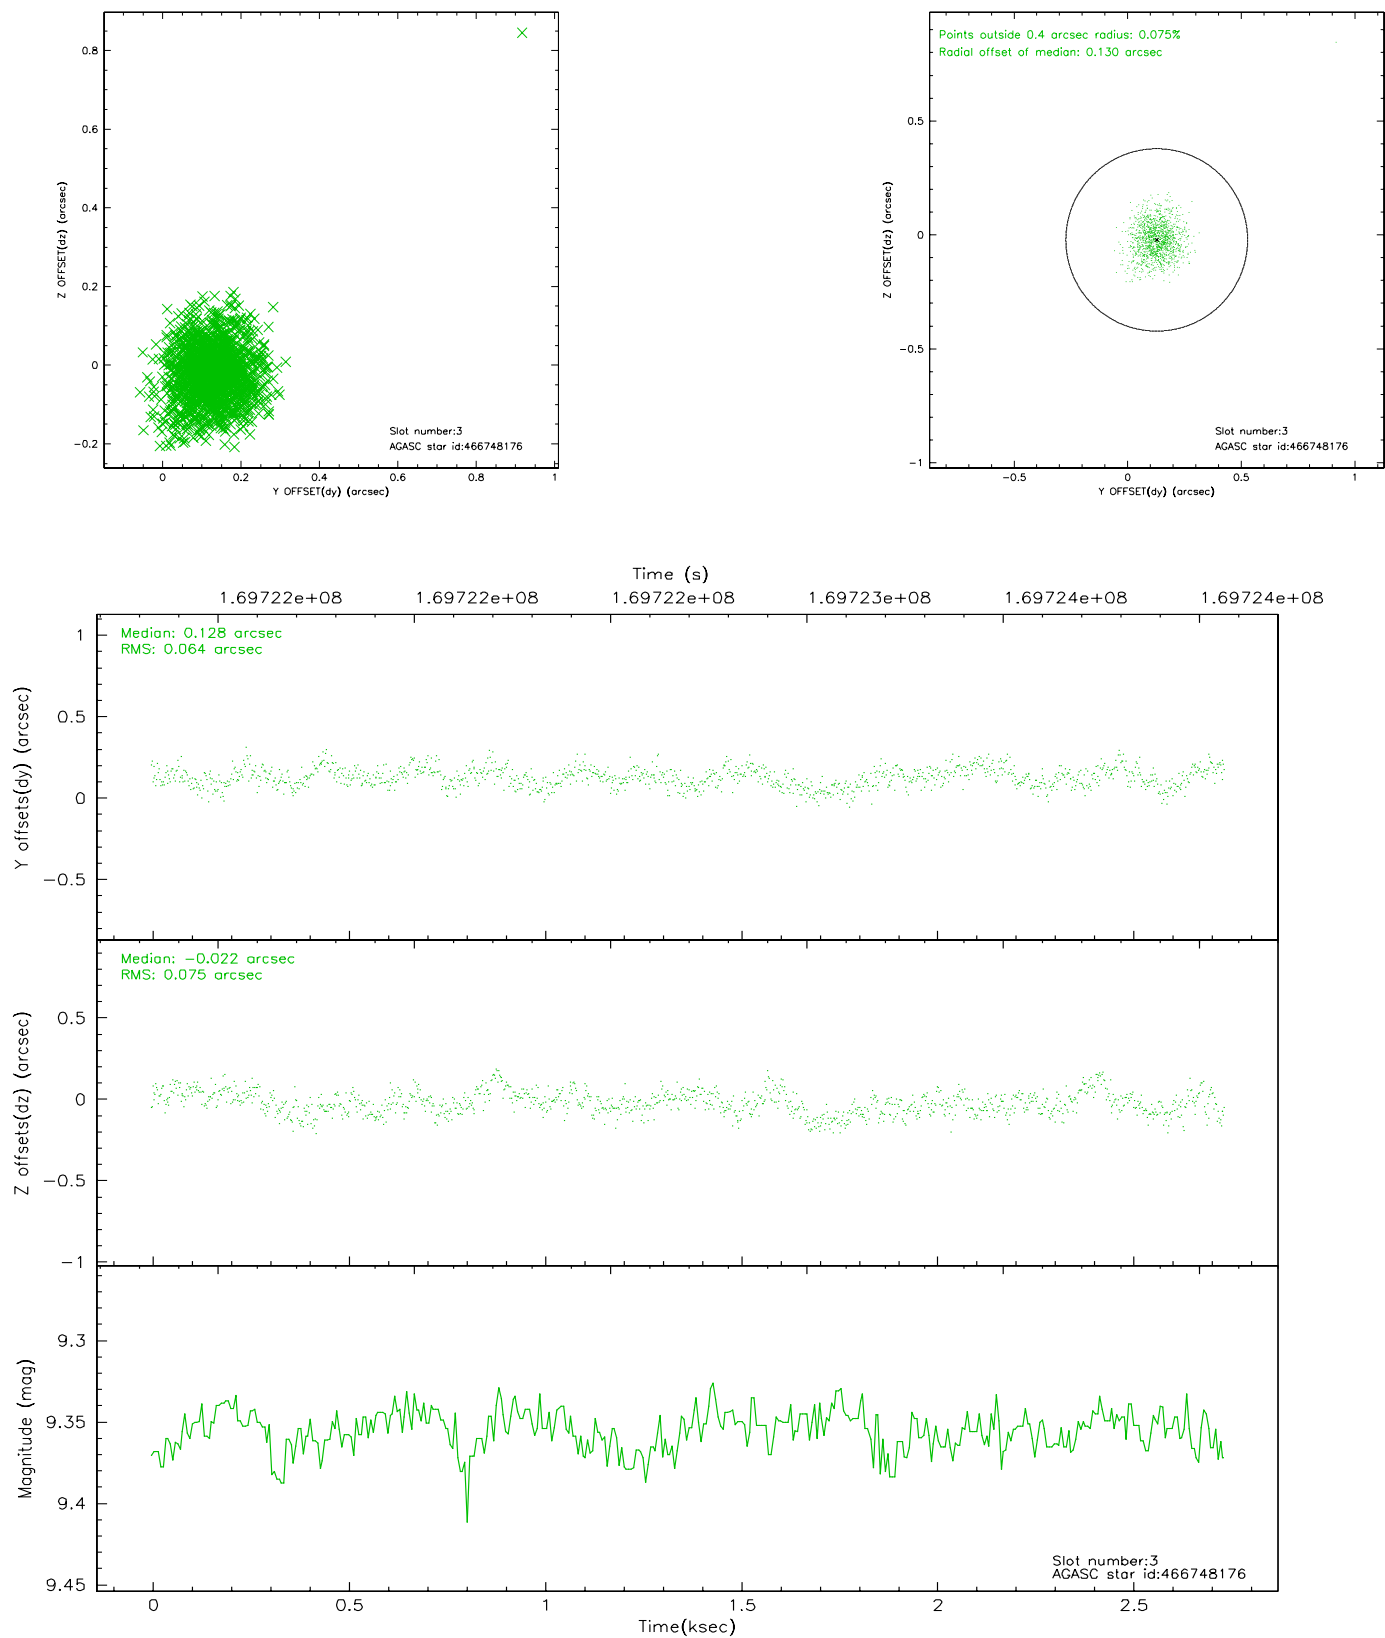 0.8
0.6
0.4
0.2
0
−0.2
Z OFFSET(dz) (arcsec)
Slot number:3
AGASC star id:466748176
0 0.2 0.4 0.6 0.8 1
Y OFFSET(dy) (arcsec)
Points outside 0.4 arcsec radius: 0.075%
Radial offset of median: 0.130 arcsec
0.5
0
−0.5
−1
Z OFFSET(dz) (arcsec)
Slot number:3
AGASC star id:466748176
−0.5 0 0.5 1
Y OFFSET(dy) (arcsec)
Time (s)
1.69722e+08 1.69722e+08 1.69722e+08 1.69723e+08 1.69724e+08 1.69724e+08
Median: 0.128 arcsec
RMS: 0.064 arcsec
1
0.5
0
−0.5
Y offsets(dy) (arcsec)
Median: −0.022 arcsec
RMS: 0.075 arcsec
0.5
0
−0.5
−1
Z offsets(dz) (arcsec)
9.3
9.35
9.4
9.45
Magnitude (mag)
Slot number:3
AGASC star id:466748176
0 0.5 1 1.5 2 2.5
Time(ksec)